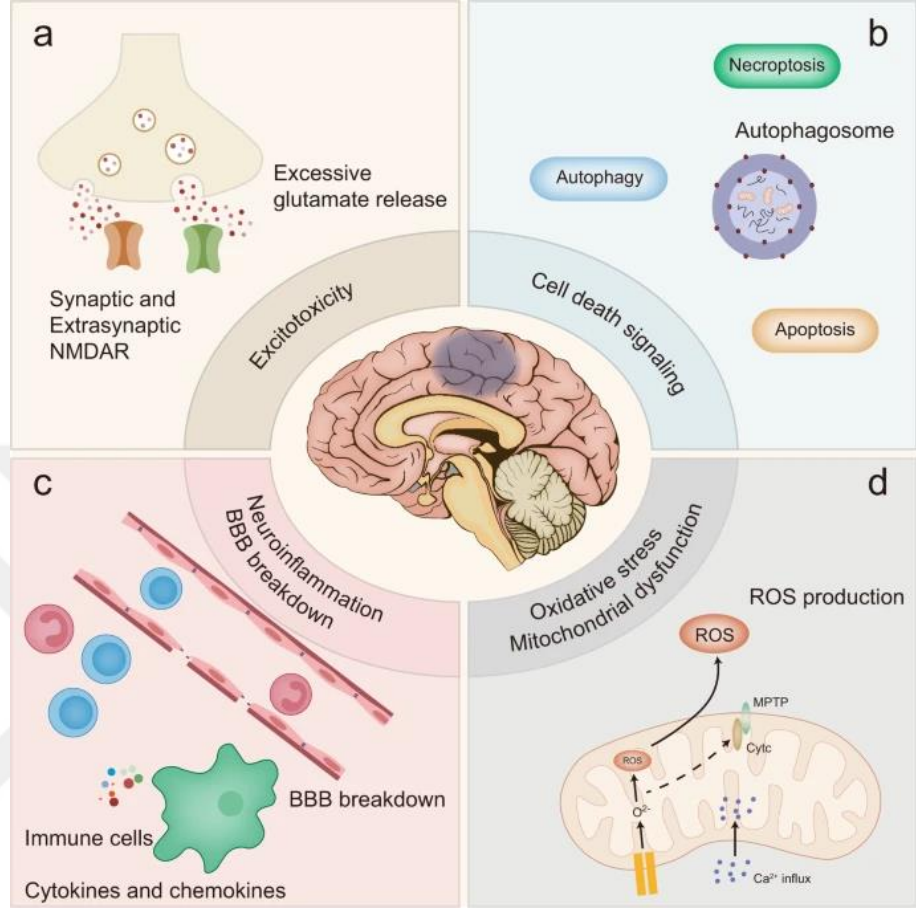 a
Excessive
glutamate release
Synaptic and
Extrasynaptic
NMDAR
Excitotoxicity
b
Necroptosis
Autophagosome
Autophagy
Apoptosis
Cell death signaling
c
Neuroinflammation
BBB breakdown
BBB breakdown
Immune cells
Cytokines and chemokines
d
Oxidative stress
Mitochondrial dysfunction
ROS production
ROS
MPTP
Cytc
ROS
O²⁻
Ca²⁺ influx